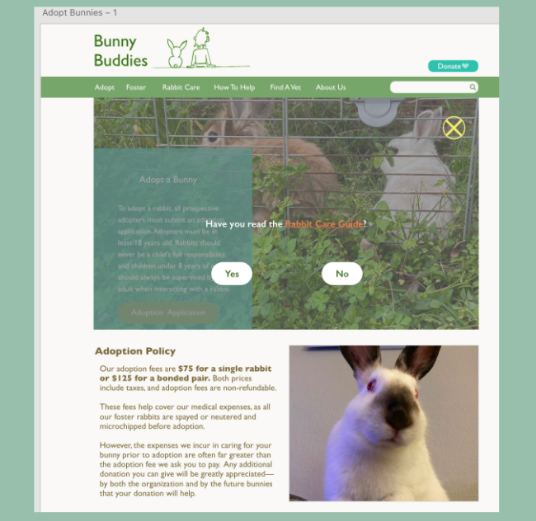 Adopt Bunnies – 1
Bunny
Buddies
Donate
Adopt Foster Rabbit Care How To Help Find A Vet About Us
Adopt a Bunny
To adopt a rabbit, all prospective
adopters must submit an
application. Adopters must be at
least 18 years old. Rabbits should
never be a child's full responsibility,
and children under 8 years of
should always be supervised
adult when interacting with a rabbit.
Adoption Application
Have you read the Rabbit Care Guide?
Yes
No
Adoption Policy
Our adoption fees are $75 for a single rabbit
or $125 for a bonded pair. Both prices
include taxes, and adoption fees are non-refundable.
These fees help cover our medical expenses, as all
our foster rabbits are spayed or neutered and
microchipped before adoption.
However, the expenses we incur in caring for your
bunny prior to adoption are often far greater than
the adoption fee we ask you to pay. Any additional
donation you can give will be greatly appreciated—
by both the organization and by the future bunnies
that your donation will help.